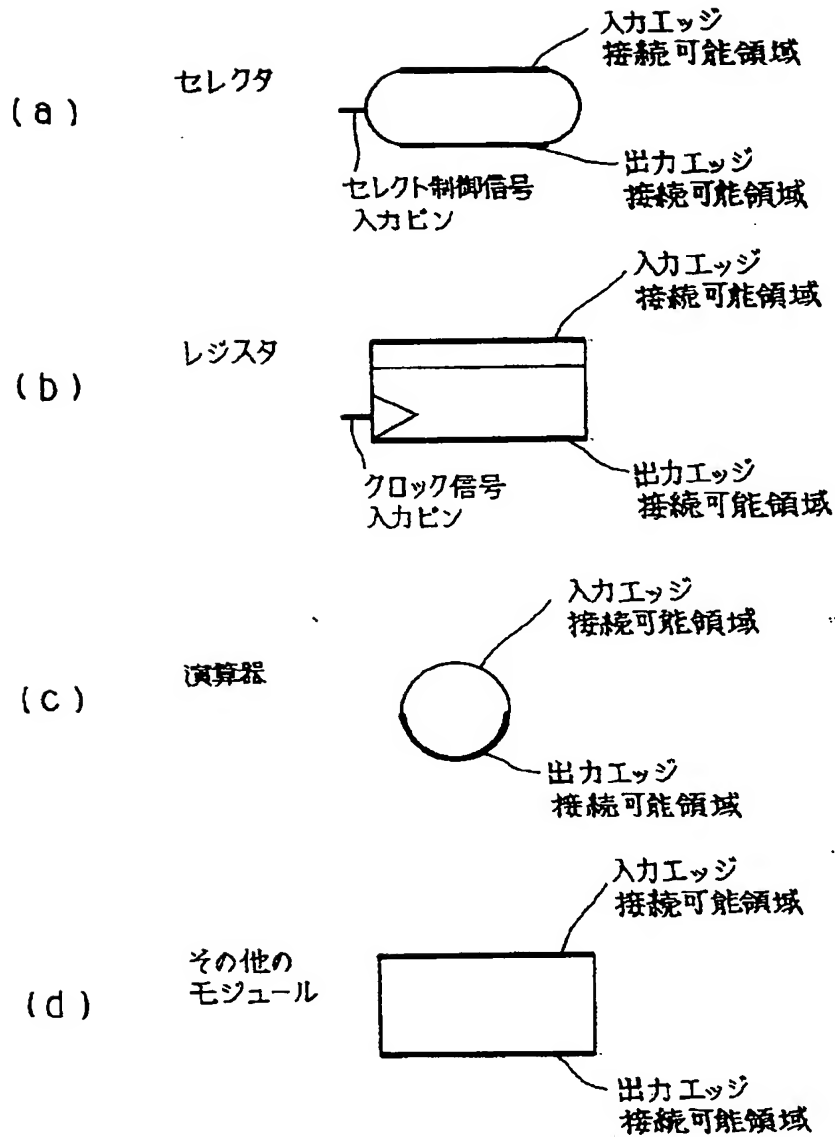 入力エッジ
接続可能領域
セレクタ
(a)
出力エッジ
接続可能領域
セレクト制御信号
入力ピン
入力エッジ
接続可能領域
レジスタ
(b)
出力エッジ
接続可能領域
クロック信号
入力ピン
入力エッジ
接続可能領域
演算器
(c)
出力エッジ
接続可能領域
入力エッジ
接続可能領域
その他の
モジュール
(d)
出力エッジ
接続可能領域